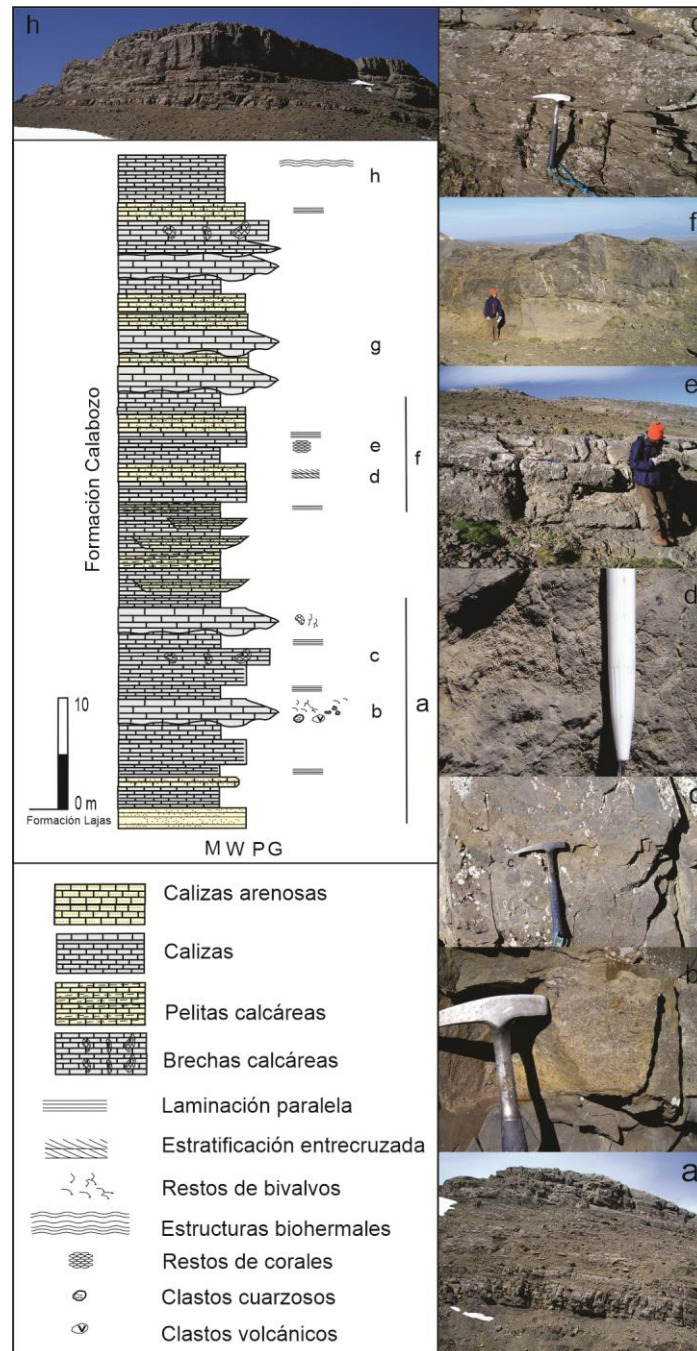 h
h
g
Formación Calabozo
f
e
d
c
a
b
10
0 m
Formación Lajas
M W P G
Calizas arenosas
Calizas
Pelitas calcáreas
Brechas calcáreas
Laminación paralela
Estratificación entrecruzada
Restos de bivalvos
Estructuras biohermales
Restos de corales
Clastos cuarzosos
V
Clastos volcánicos
f
e
d
c
b
a